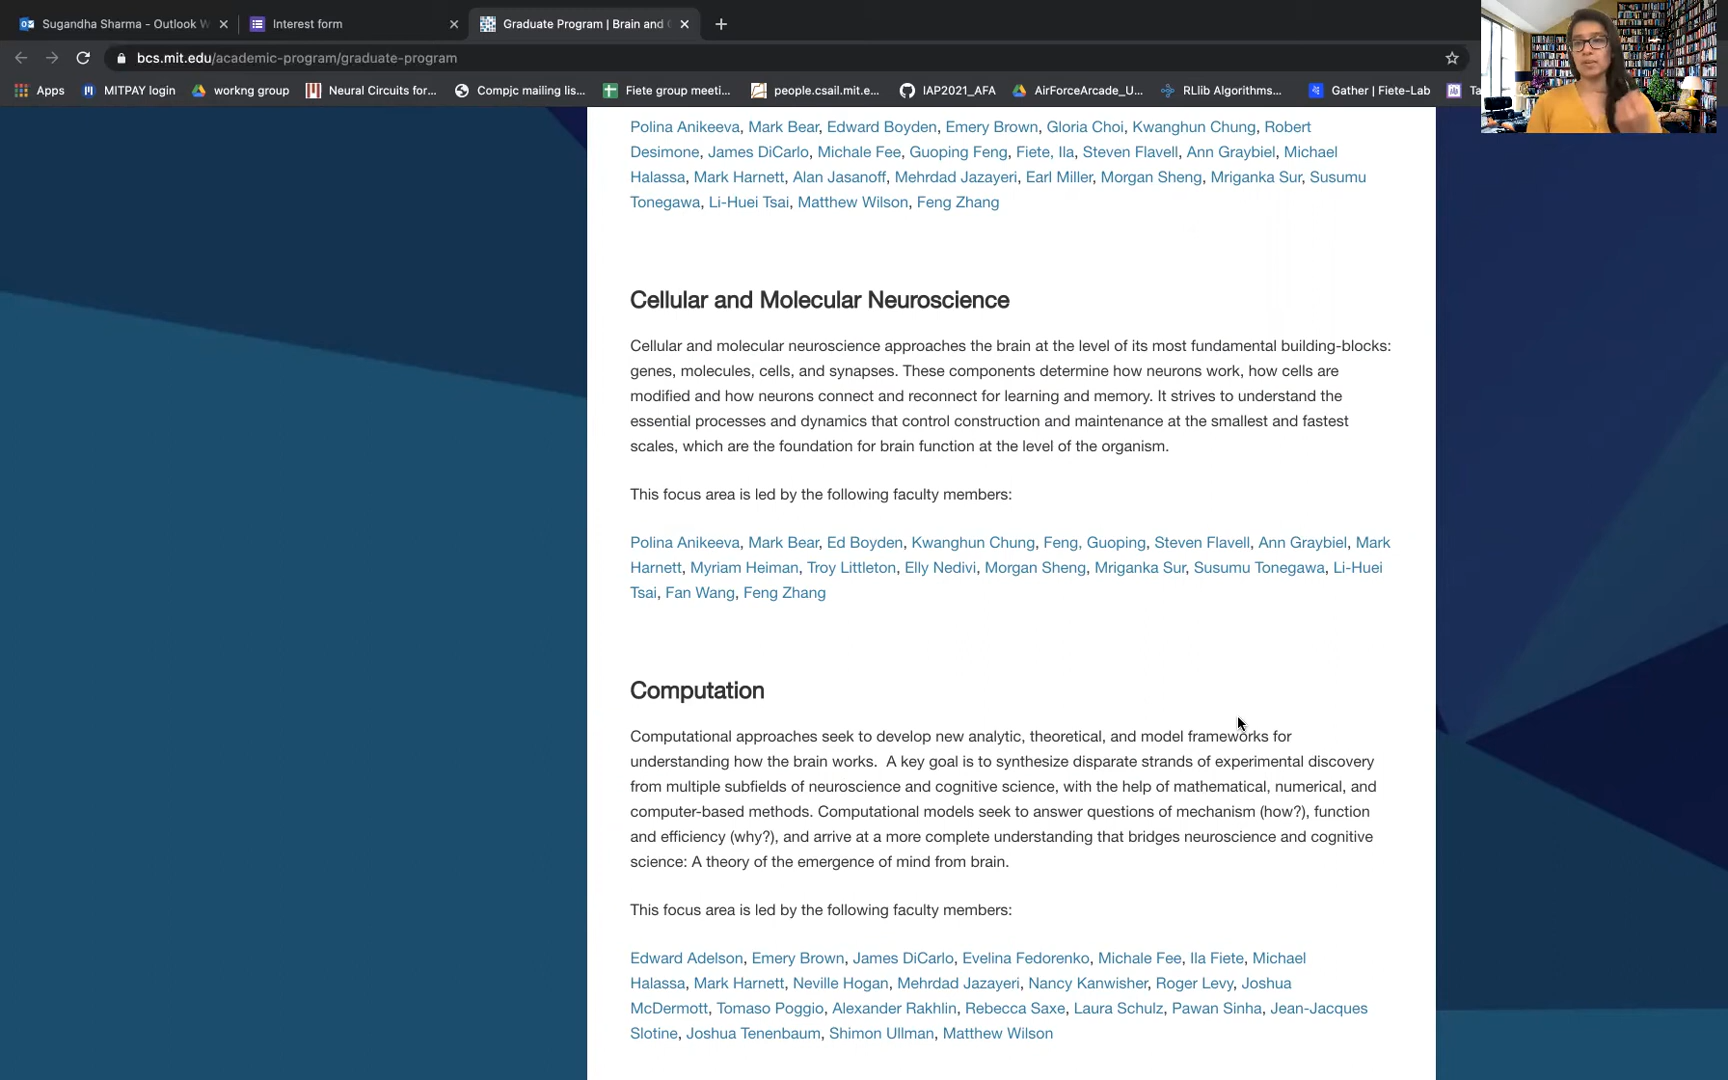 Sugandha Sharma - Outlook W
Interest form
Graduate Program | Brain and C
bcs.mit.edu/academic-program/graduate-program
Apps
MITPAY login
workng group
Neural Circuits for...
Compjc mailing lis...
Fiete group meeti...
people.csail.mit.e...
IAP2021_AFA
AirForceArcade_U...
RLlib Algorithms...
Gather | Fiete-Lab
Polina Anikeeva, Mark Bear, Edward Boyden, Emery Brown, Gloria Choi, Kwanghun Chung, Robert
Desimone, James DiCarlo, Michale Fee, Guoping Feng, Fiete, Ila, Steven Flavell, Ann Graybiel, Michael
Halassa, Mark Harnett, Alan Jasanoff, Mehrdad Jazayeri, Earl Miller, Morgan Sheng, Mriganka Sur, Susumu
Tonegawa, Li-Huei Tsai, Matthew Wilson, Feng Zhang
Cellular and Molecular Neuroscience
Cellular and molecular neuroscience approaches the brain at the level of its most fundamental building-blocks:
genes, molecules, cells, and synapses. These components determine how neurons work, how cells are
modified and how neurons connect and reconnect for learning and memory. It strives to understand the
essential processes and dynamics that control construction and maintenance at the smallest and fastest
scales, which are the foundation for brain function at the level of the organism.
This focus area is led by the following faculty members:
Polina Anikeeva, Mark Bear, Ed Boyden, Kwanghun Chung, Feng, Guoping, Steven Flavell, Ann Graybiel, Mark
Harnett, Myriam Heiman, Troy Littleton, Elly Nedivi, Morgan Sheng, Mriganka Sur, Susumu Tonegawa, Li-Huei
Tsai, Fan Wang, Feng Zhang
Computation
Computational approaches seek to develop new analytic, theoretical, and model frameworks for
understanding how the brain works.  A key goal is to synthesize disparate strands of experimental discovery
from multiple subfields of neuroscience and cognitive science, with the help of mathematical, numerical, and
computer-based methods. Computational models seek to answer questions of mechanism (how?), function
and efficiency (why?), and arrive at a more complete understanding that bridges neuroscience and cognitive
science: A theory of the emergence of mind from brain.
This focus area is led by the following faculty members:
Edward Adelson, Emery Brown, James DiCarlo, Evelina Fedorenko, Michale Fee, Ila Fiete, Michael
Halassa, Mark Harnett, Neville Hogan, Mehrdad Jazayeri, Nancy Kanwisher, Roger Levy, Joshua
McDermott, Tomaso Poggio, Alexander Rakhlin, Rebecca Saxe, Laura Schulz, Pawan Sinha, Jean-Jacques
Slotine, Joshua Tenenbaum, Shimon Ullman, Matthew Wilson